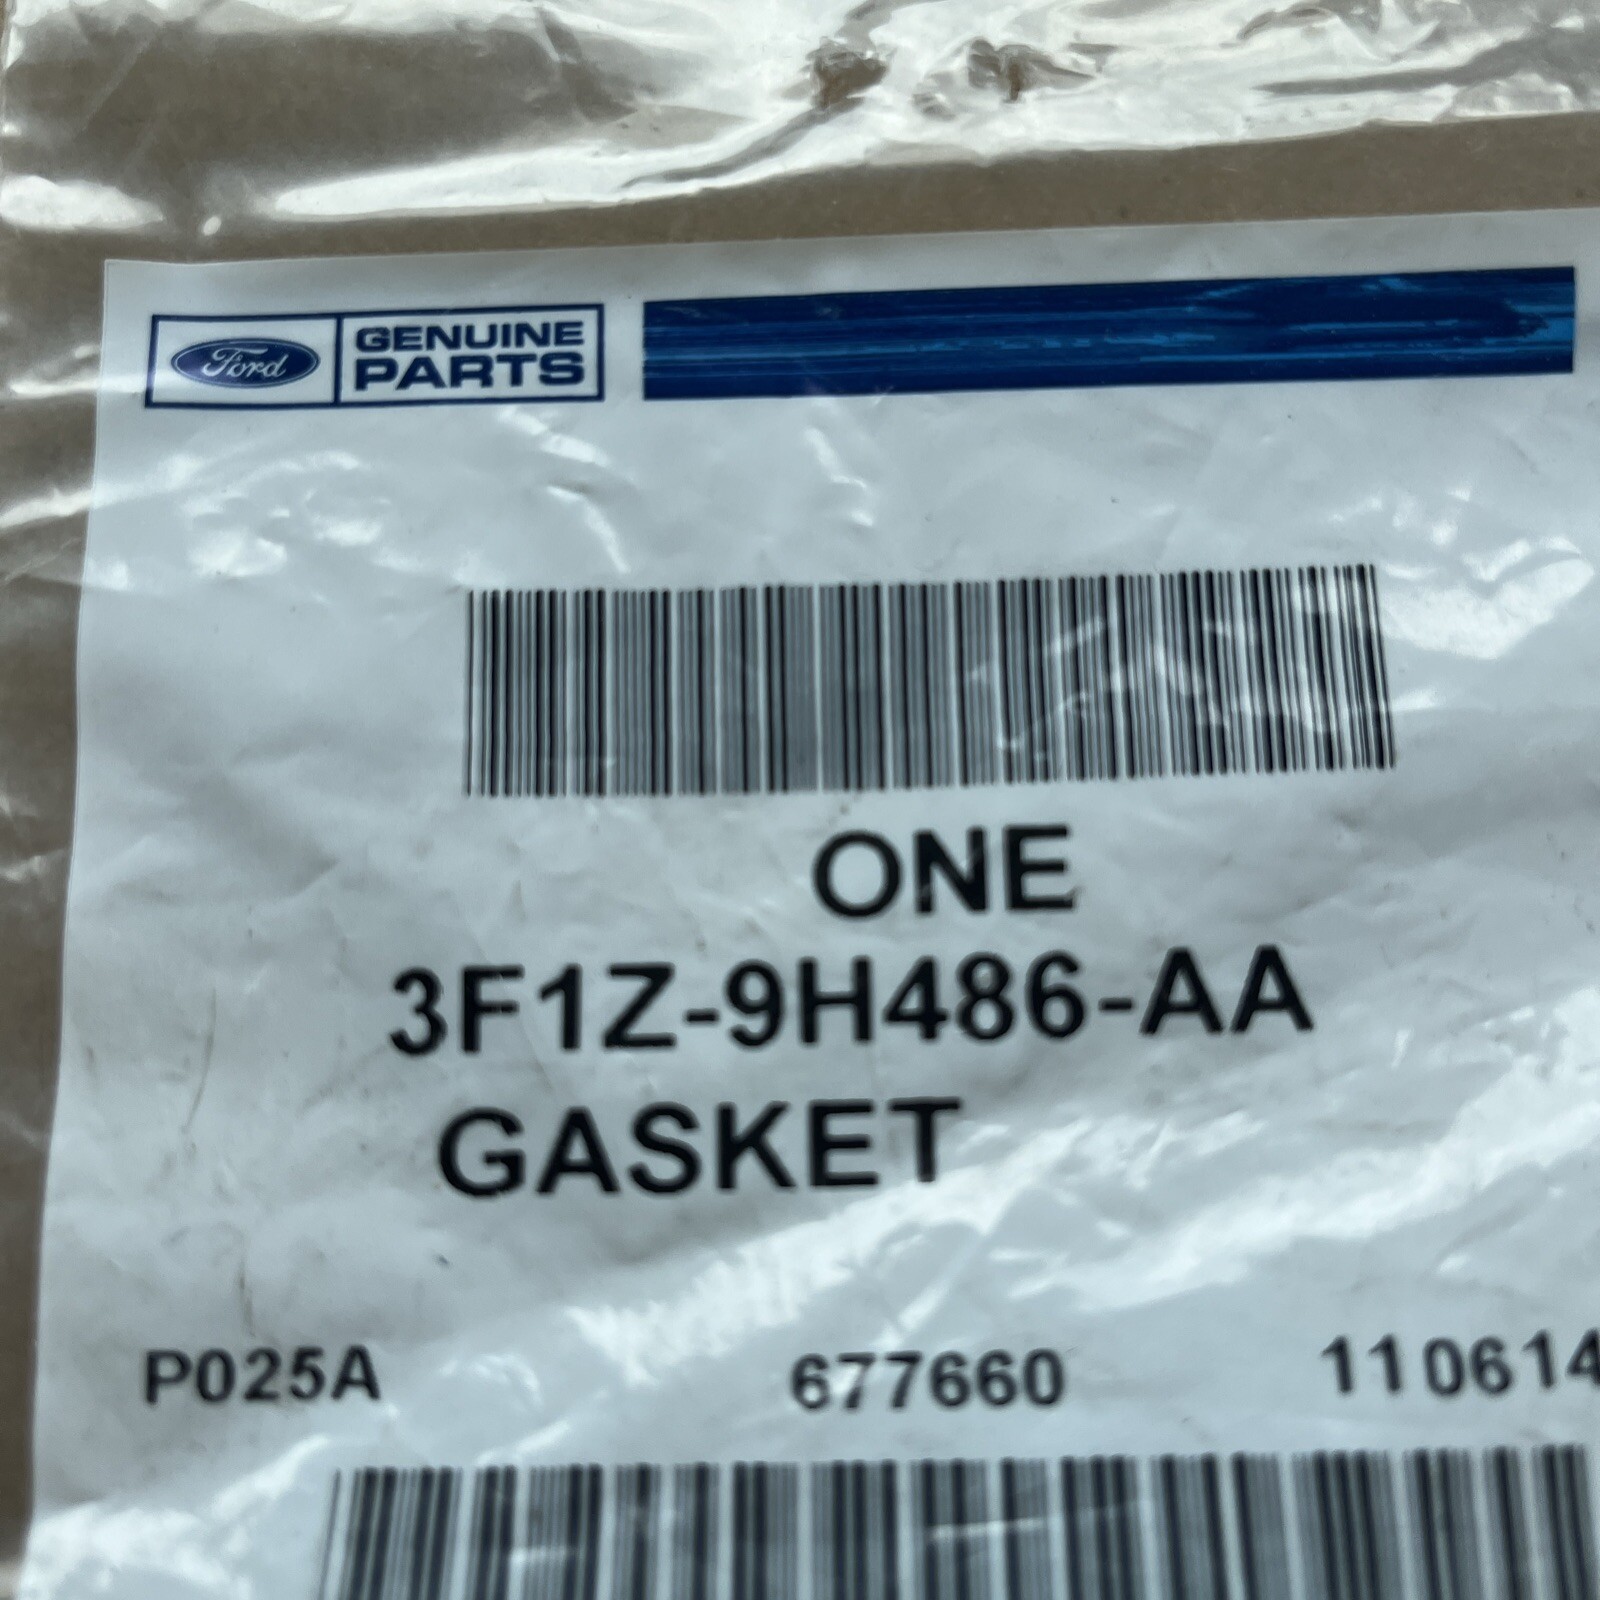 Ford GENUINE
PARTS
ONE
3F1Z-9H486-AA
GASKET
P025A 677660 110614